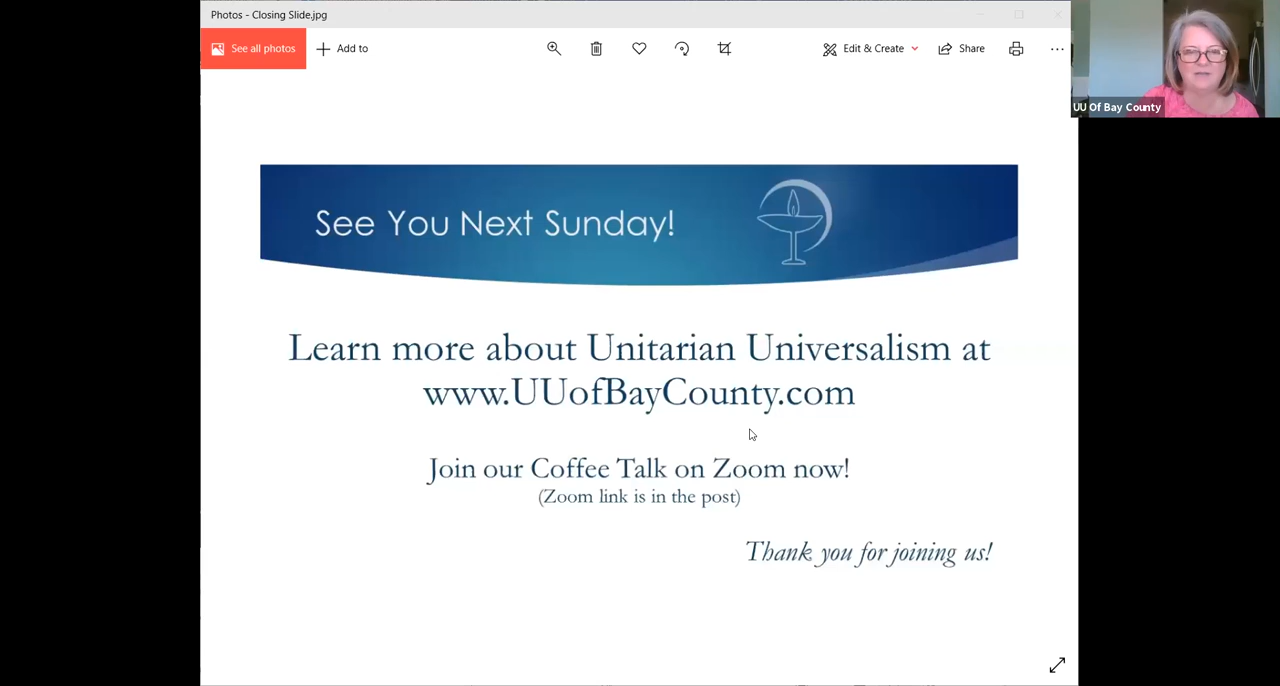 Photos - Closing Slide.jpg
See all photos
Add to
Edit & Create
Share
UU Of Bay County
See You Next Sunday!
Learn more about Unitarian Universalism at
www.UUofBayCounty.com
Join our Coffee Talk on Zoom now!
(Zoom link is in the post)
Thank you for joining us!